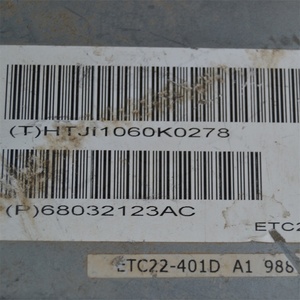 (T)HTJI1060K0278
(P)68032123AC
ETC2
ETC22-401D A1 988